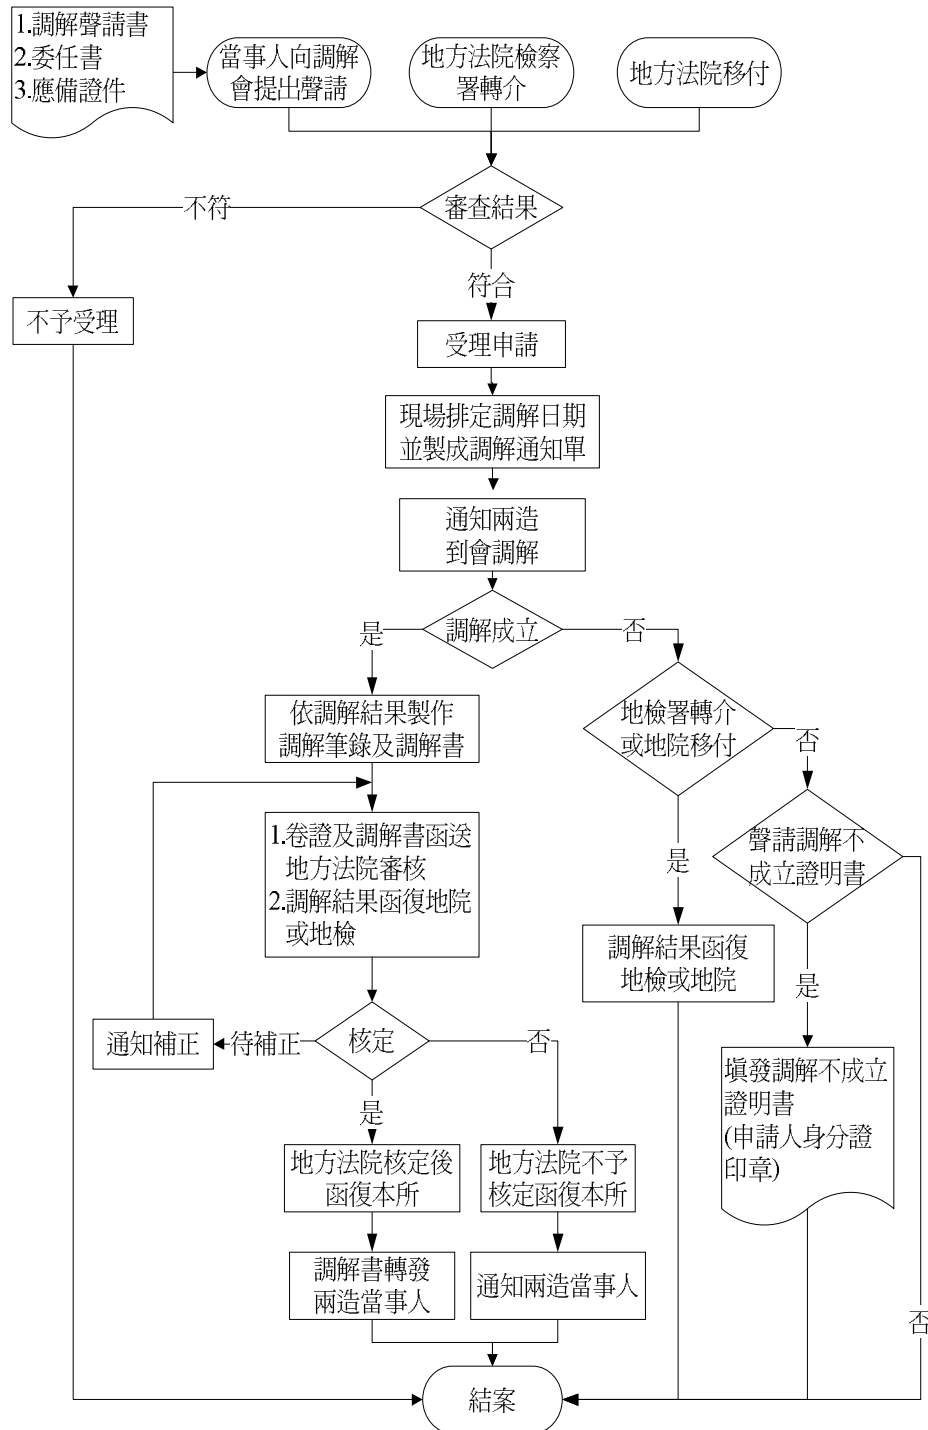 1.調解聲請書
2.委任書
3.應備證件
當事人向調解
會提出聲請
地方法院檢察
署轉介
地方法院移付
審查結果
不符
符合
不予受理
受理申請
現場排定調解日期
並製成調解通知單
通知兩造
到會調解
調解成立
是
否
依調解結果製作
調解筆錄及調解書
地檢署轉介
或地院移付
否
1.卷證及調解書函送
地方法院審核
2.調解結果函復地院
或地檢
是
聲請調解不
成立證明書
調解結果函復
地檢或地院
是
通知補正
待補正
核定
否
填發調解不成立
證明書
(申請人身分證
印章)
是
地方法院核定後
函復本所
地方法院不予
核定函復本所
調解書轉發
兩造當事人
通知兩造當事人
否
結案